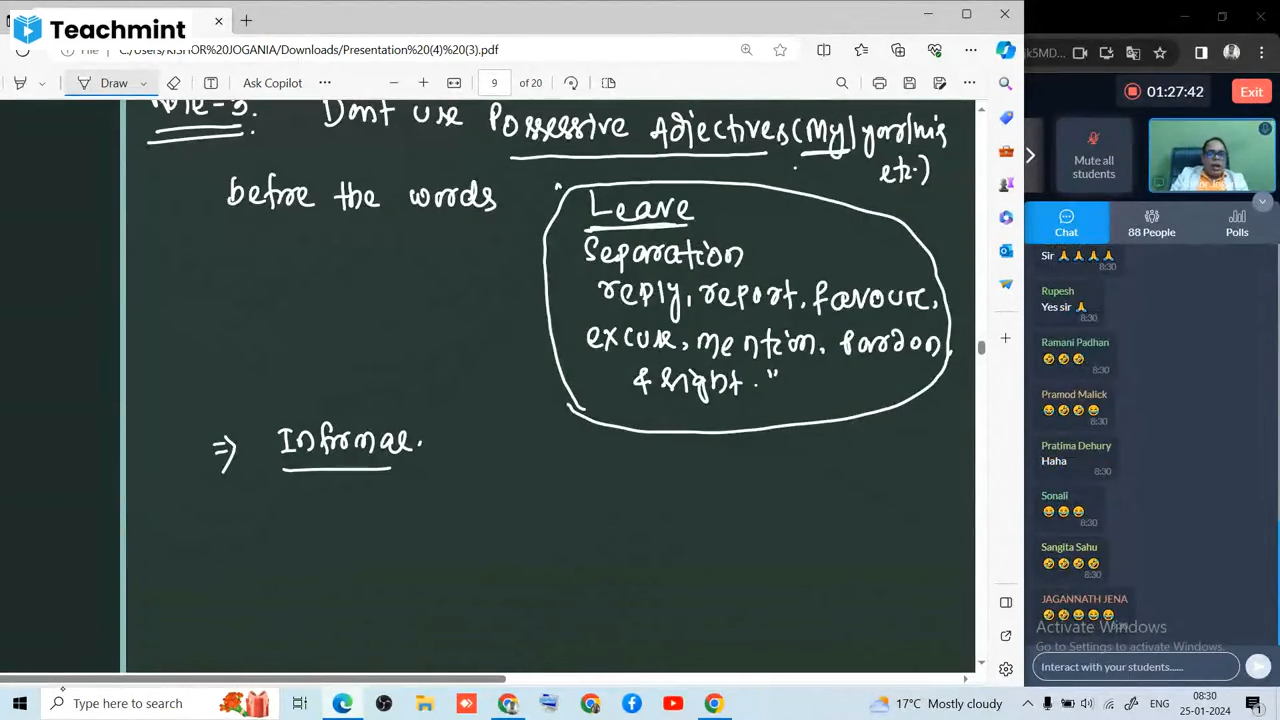 Teachmint
File C:/Users/KISHOR%20JOGANIA/Downloads/Presentation%20(4)%20(3).pdf
Draw
Ask Copilot
9 of 20
Note-3. Dont use Possessive Adjectives (My/your/his etc.)
before the words
Leave
Separation
reply, report, favour,
excuse, mention, pardon,
& sight."
⇒ Informal.
01:27:42
Exit
Mute all students
Chat
88 People
Polls
Sir 🙏🙏🙏🙏
8:30
Rupesh
Yes sir 🙏
8:30
Ramani Padhan
🤣🤣🤣
8:30
Pramod Malick
🤣🤣🤣🤣
8:30
Pratima Dehury
Haha
8:30
Sonali
😂😂😂
8:30
Sangita Sahu
🤣🤣🤣🤣
8:30
JAGANNATH JENA
🤣🤣😂😂😂
Activate Windows
Go to Settings to activate Windows.
Interact with your students......
Type here to search
17°C Mostly cloudy
ENG
08:30
25-01-2024
1